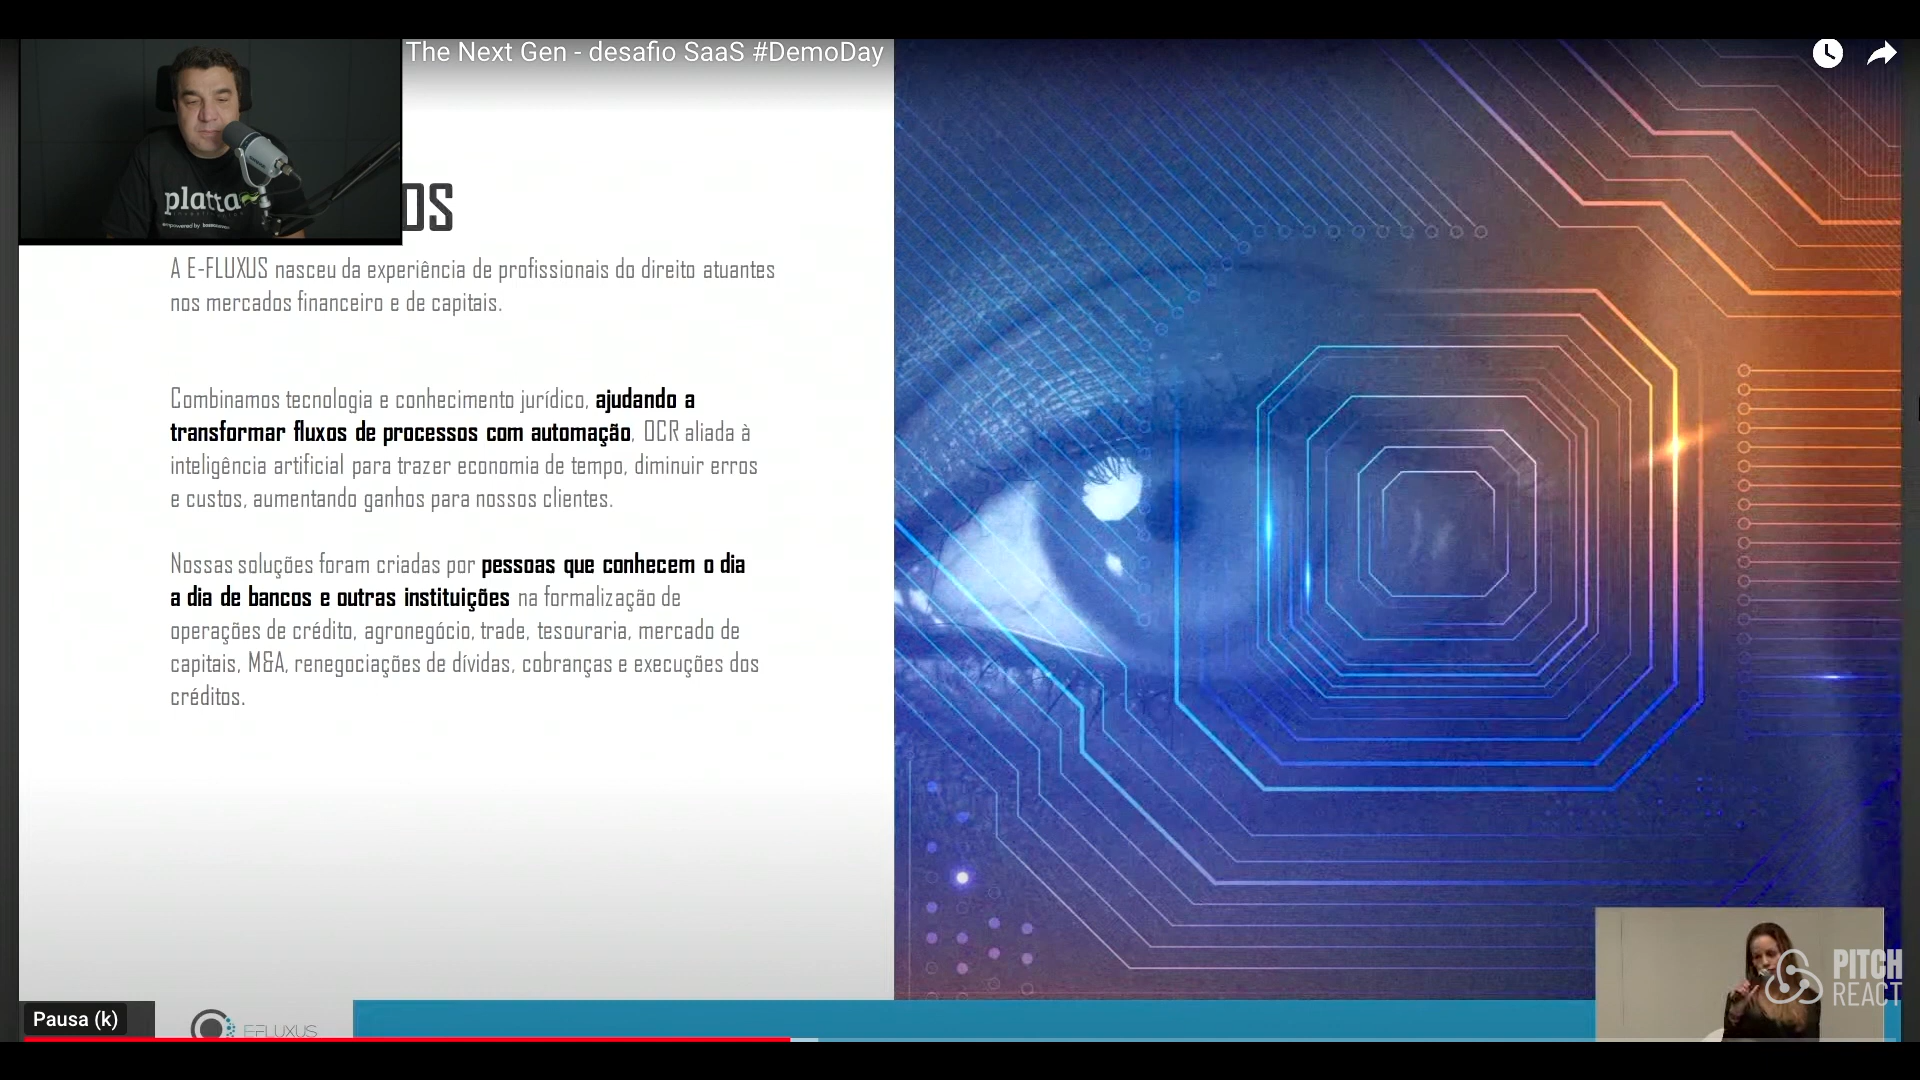 The Next Gen - desafio SaaS #DemoDay
platta
empowered by
OS
A E-FLUXUS nasceu da experiência de profissionais do direito atuantes
nos mercados financeiro e de capitais.
Combinamos tecnologia e conhecimento jurídico, ajudando a
transformar fluxos de processos com automação, OCR aliada à
inteligência artificial para trazer economia de tempo, diminuir erros
e custos, aumentando ganhos para nossos clientes.
Nossas soluções foram criadas por pessoas que conhecem o dia
a dia de bancos e outras instituições na formalização de
operações de crédito, agronegócio, trade, tesouraria, mercado de
capitais, M&A, renegociações de dívidas, cobranças e execuções dos
créditos.
PITCH
REACT
Pausa (k)
E-FLUXUS